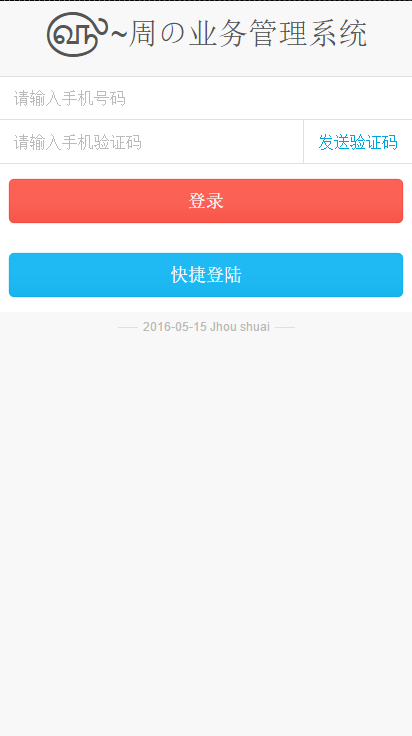 ~周の业务管理系统
请输入手机号码
请输入手机验证码
发送验证码
登录
快捷登陆
2016-05-15 Jhou shuai